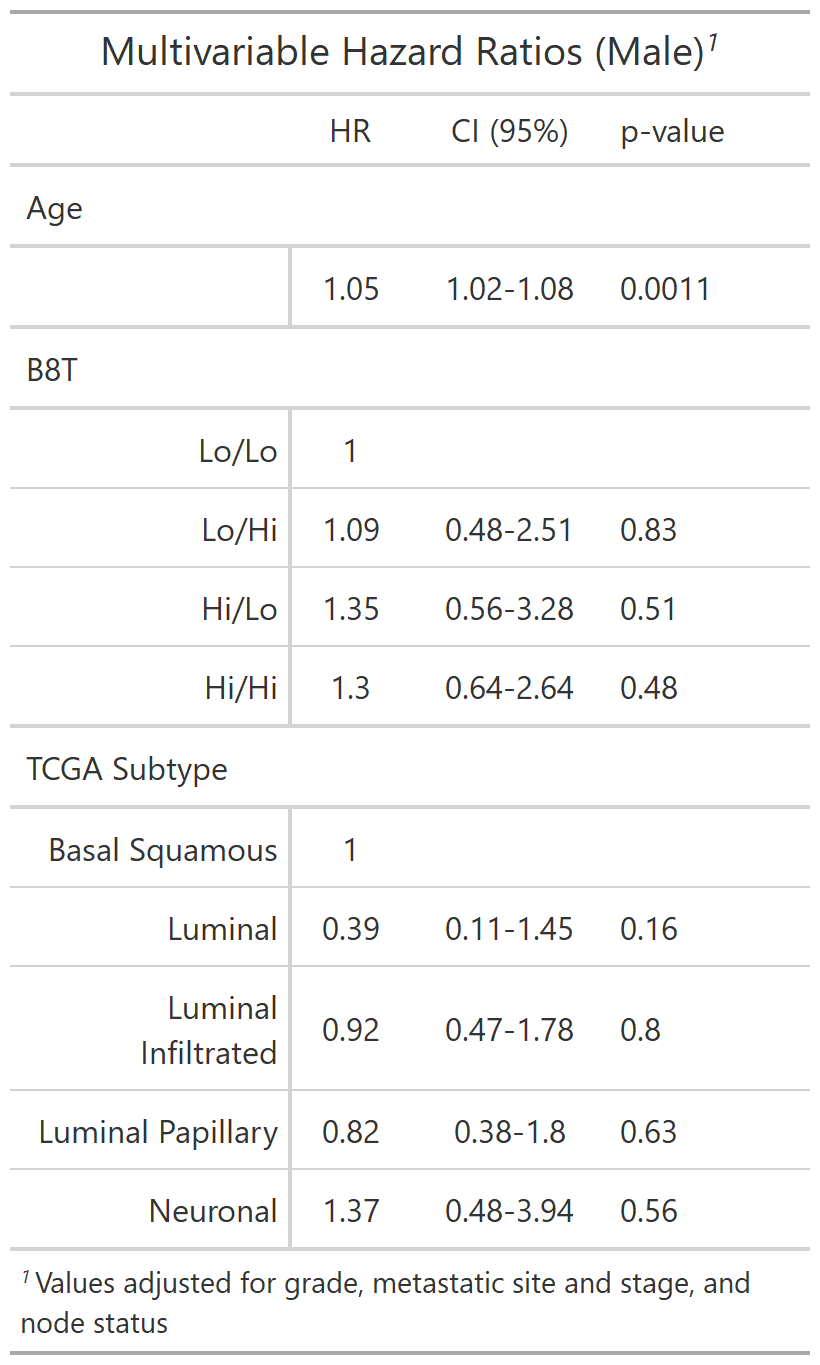 Multivariable Hazard Ratios (Male)1
HR CI (95%) p-value
Age
1.05 1.02-1.08 0.0011
B8T
Lo/Lo 1
Lo/Hi 1.09 0.48-2.51 0.83
Hi/Lo 1.35 0.56-3.28 0.51
Hi/Hi 1.3 0.64-2.64 0.48
TCGA Subtype
Basal Squamous 1
Luminal 0.39 0.11-1.45 0.16
Luminal
Infiltrated 0.92 0.47-1.78 0.8
Luminal Papillary 0.82 0.38-1.8 0.63
Neuronal 1.37 0.48-3.94 0.56
1 Values adjusted for grade, metastatic site and stage, and
node status